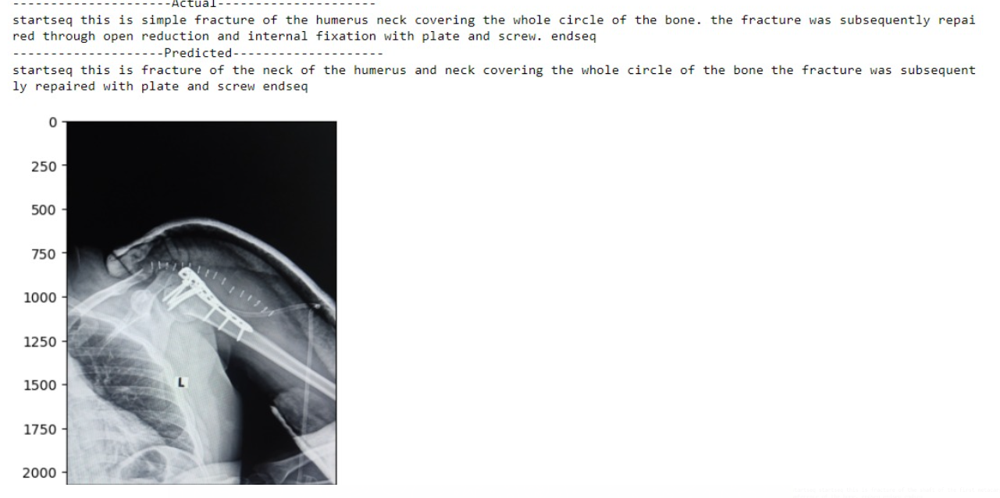 ---------------------Actual---------------------
startseq this is simple fracture of the humerus neck covering the whole circle of the bone. the fracture was subsequently repai
red through open reduction and internal fixation with plate and screw. endseq
--------------------Predicted--------------------
startseq this is fracture of the neck of the humerus and neck covering the whole circle of the bone the fracture was subsequent
ly repaired with plate and screw endseq
0
250
500
750
1000
1250
L
1500
1750
2000